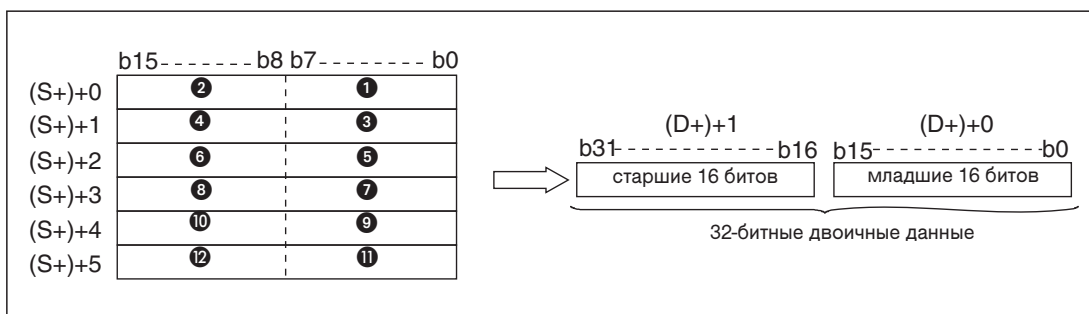 b15-------b8 b7--------b0
(S+)+0 ❷ ❶
(S+)+1 ❹ ❸
(S+)+2 ❻ ❺
(S+)+3 ❽ ❼
(S+)+4 ❿ ❾
(S+)+5 ⓬ ⓫
(D+)+1 (D+)+0
b31--------------b16 b15--------------b0
старшие 16 битов младшие 16 битов
32-битные двоичные данные